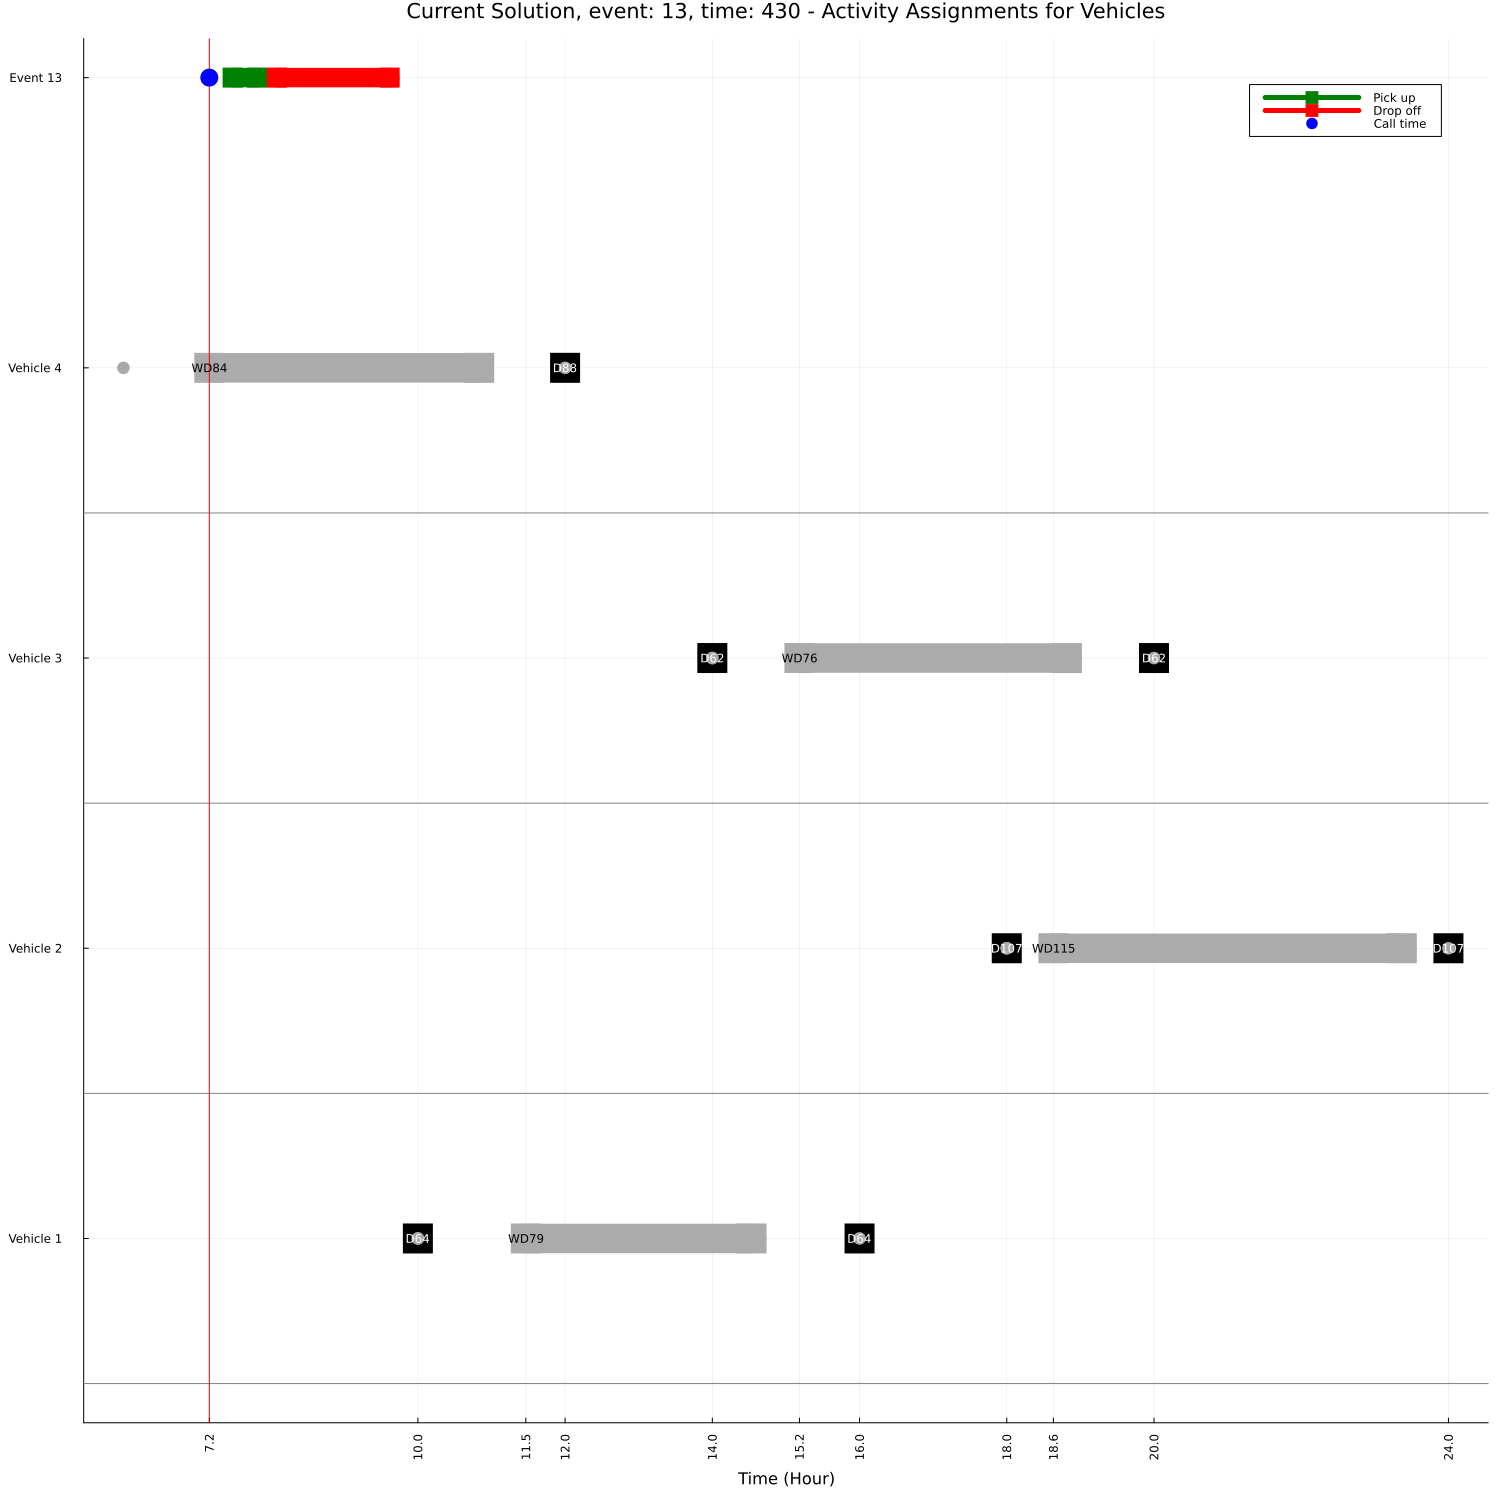 Current Solution, event: 13, time: 430 - Activity Assignments for Vehicles
Event 13
Pick up
Drop off
Call time
Vehicle 4
WD84
D88
Vehicle 3
D62
WD76
D62
Vehicle 2
D107
WD115
D107
Vehicle 1
D64
WD79
D64
7.2
10.0
11.5
12.0
14.0
15.2
16.0
18.0
18.6
20.0
24.0
Time (Hour)